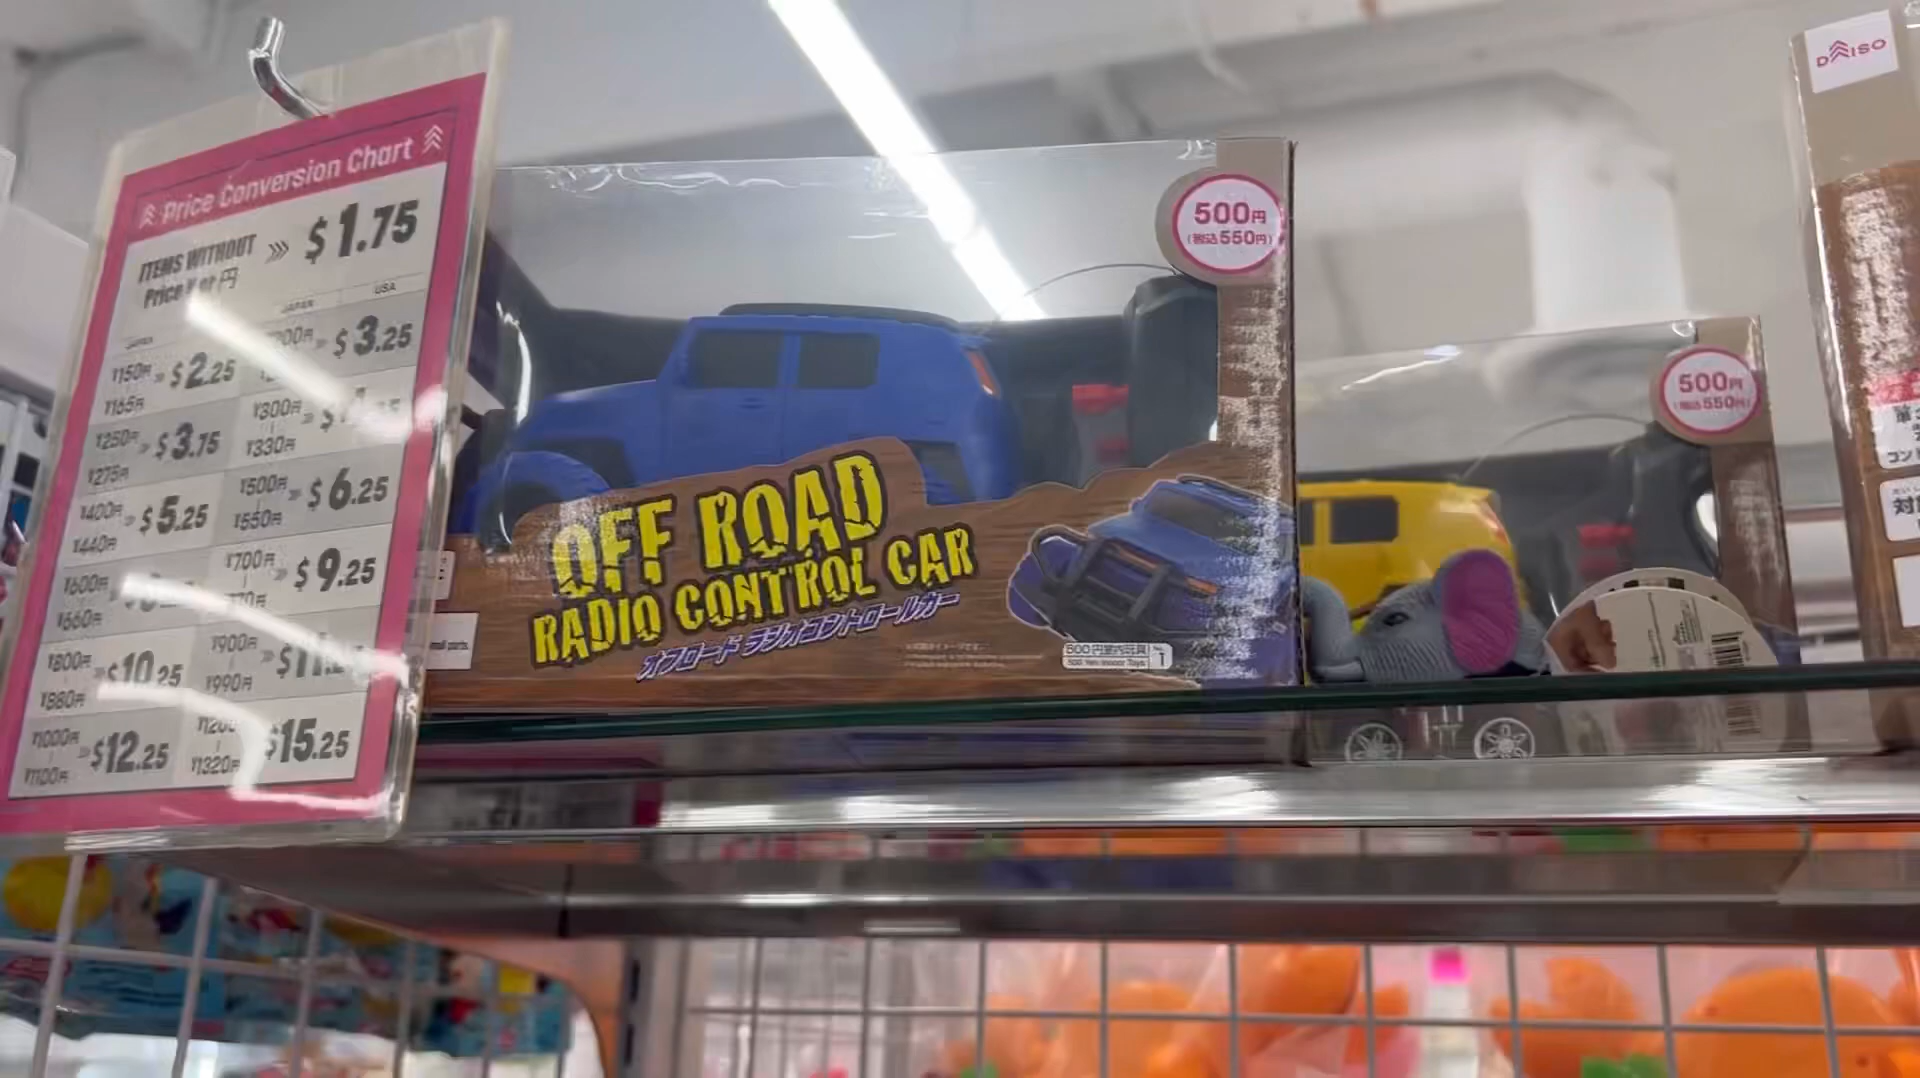 Price Conversion Chart
ITEMS WITHOUT
Price
円
$1.75
JAPAN
JAPAN
USA
¥150円
¥165円
$2.25
$3.25
¥250円
¥275円
$3.75
¥300円
¥330円
¥400円
¥440円
$5.25
¥500円
¥550円
$6.25
¥600円
¥660円
¥700円
$9.25
¥800円
¥880円
$10.25
¥900円
¥990円
¥1000円
¥1100円
$12.25
¥1320円
$15.25
500円
(税込550円)
OFF ROAD
RADIO CONTROL CAR
オフロード ラジオコントロールカー
500円室内玩具
500 Yen Indoor Toys
No.
1
500円
(税込550円)
DAISO
対